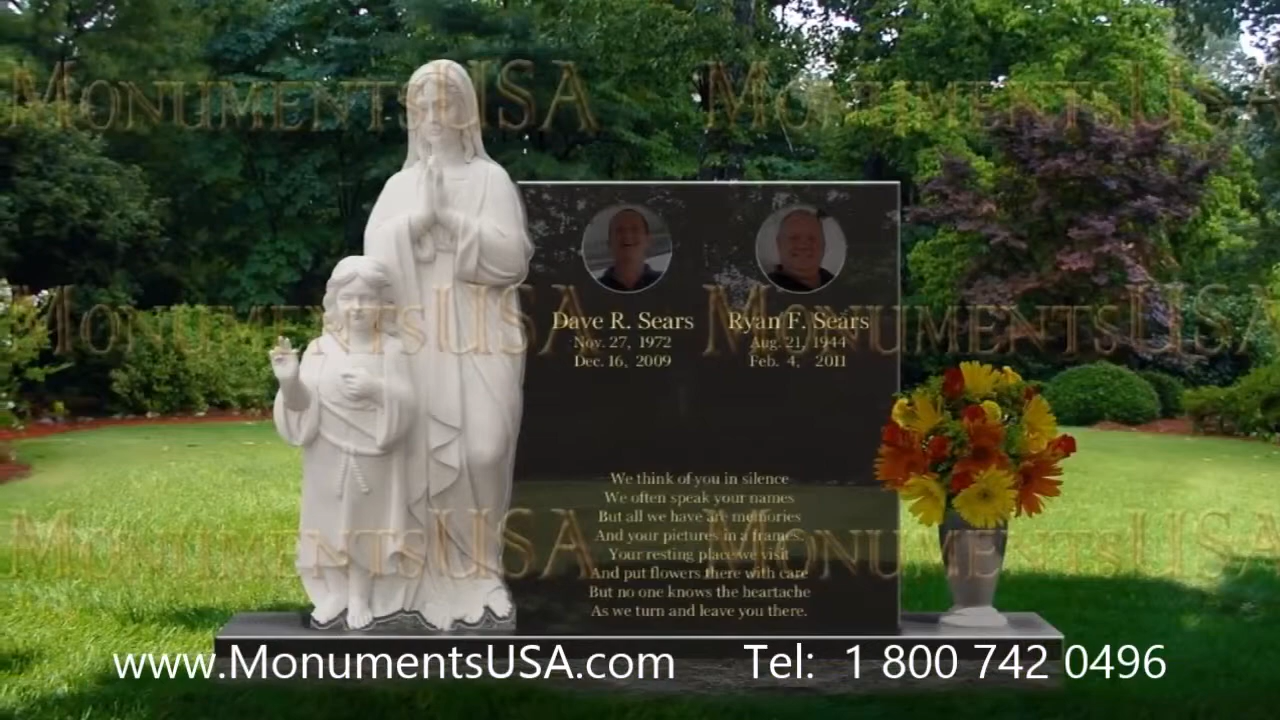 MONUMENTSUSA MONUMENTSUSA
Dave R. Sears
Nov. 27, 1972
Dec. 16, 2009
Ryan F. Sears
Aug. 21, 1944
Feb. 4, 2011
MONUMENTSUSA MONUMENTSUSA
We think of you in silence
We often speak your names
But all we have are memories
And your pictures in a frames.
Your resting place we visit
And put flowers there with care
But no one knows the heartache
As we turn and leave you there.
MONUMENTSUSA MONUMENTSUSA
www.MonumentsUSA.com Tel: 1 800 742 0496